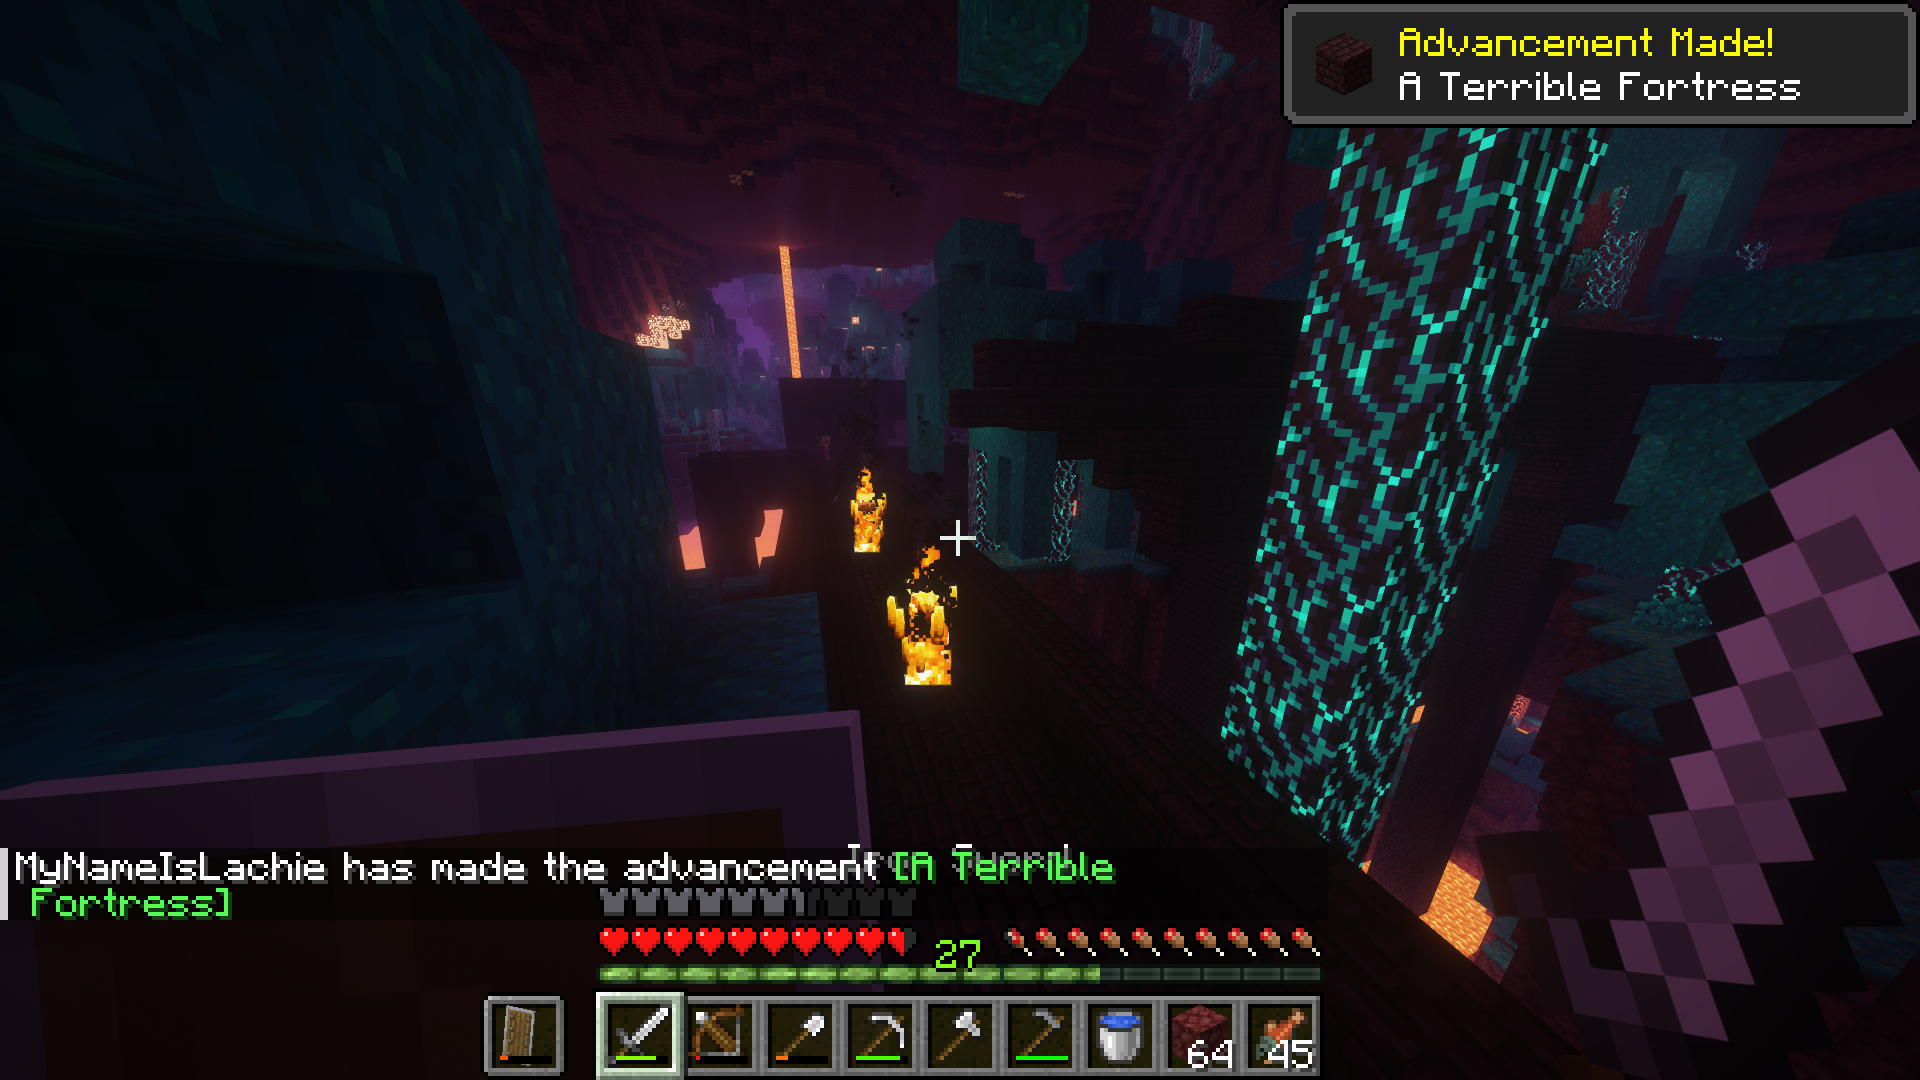 Advancement Made!
A Terrible Fortress
MyNameIsLachie has made the advancement [A Terrible
Fortress]
27
64
45